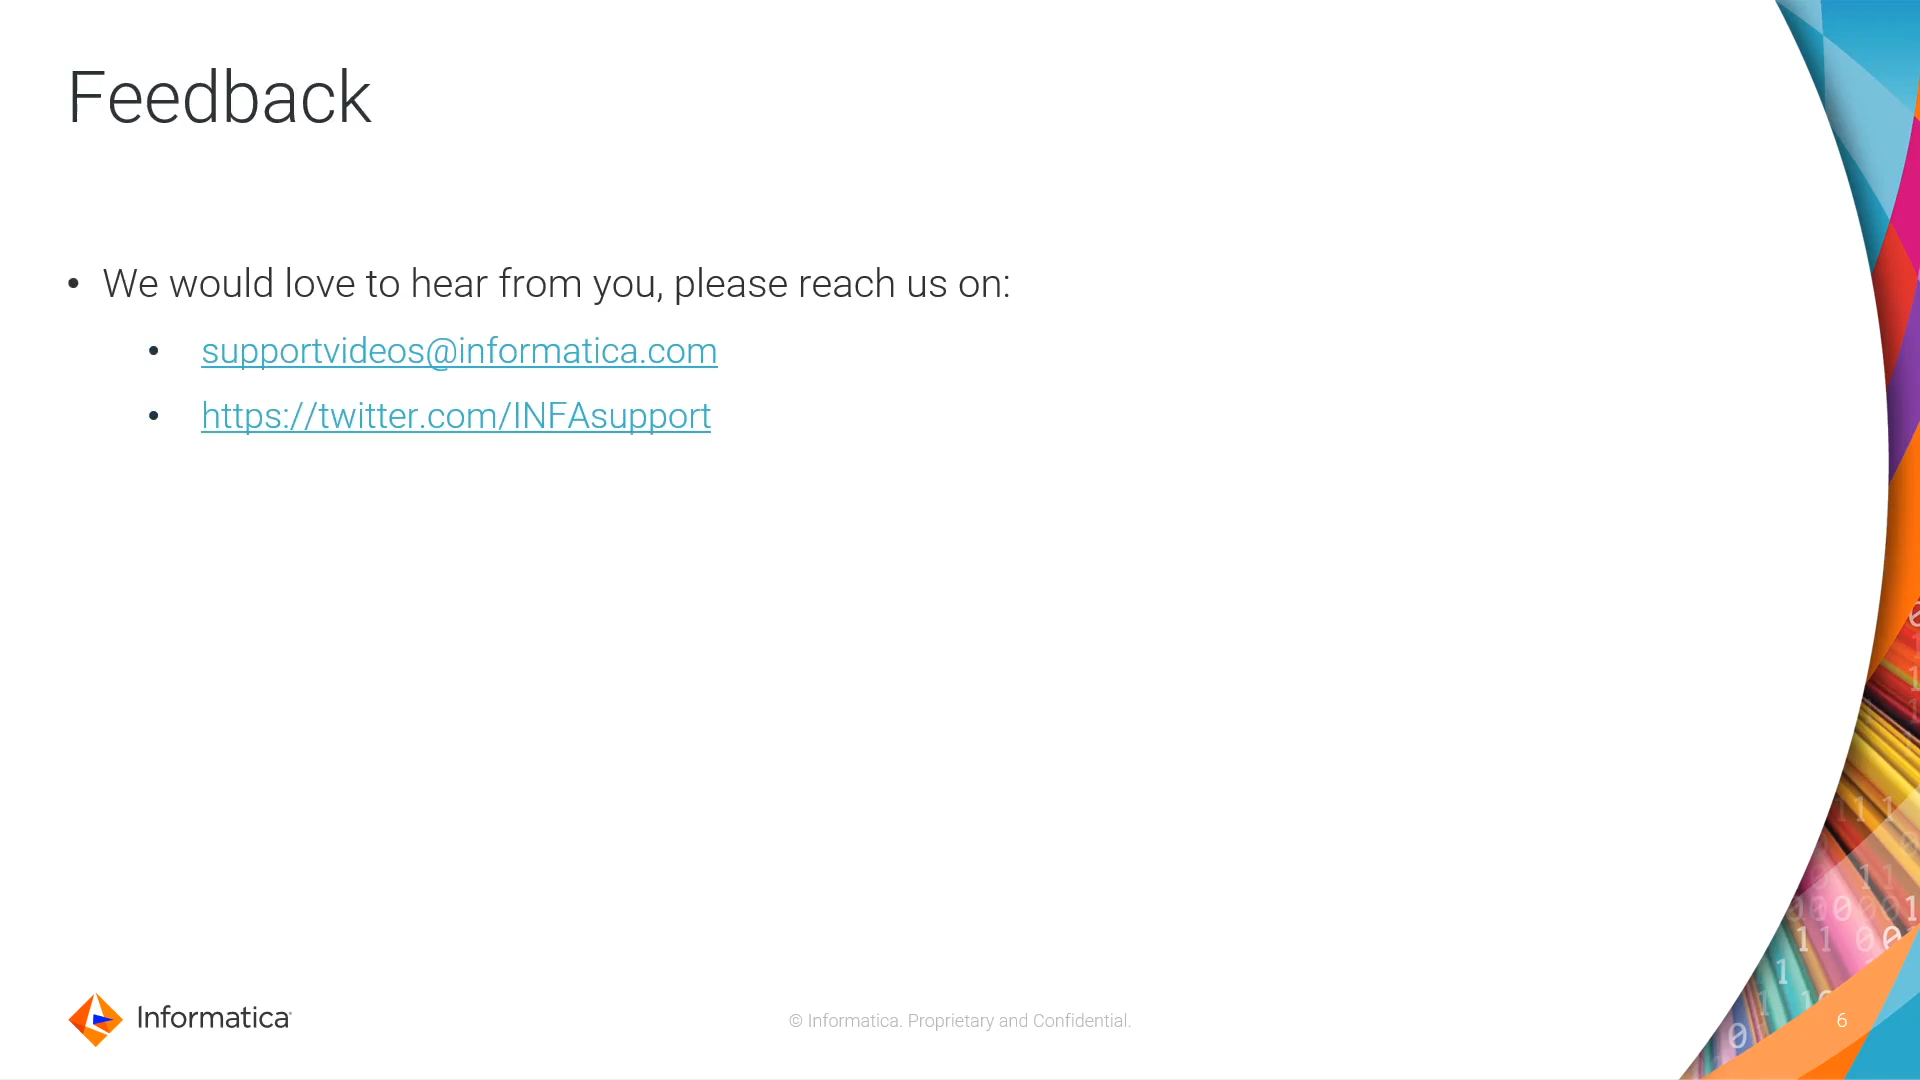 Feedback
• We would love to hear from you, please reach us on:
• supportvideos@informatica.com
• https://twitter.com/INFAsupport
Informatica
© Informatica. Proprietary and Confidential.
6